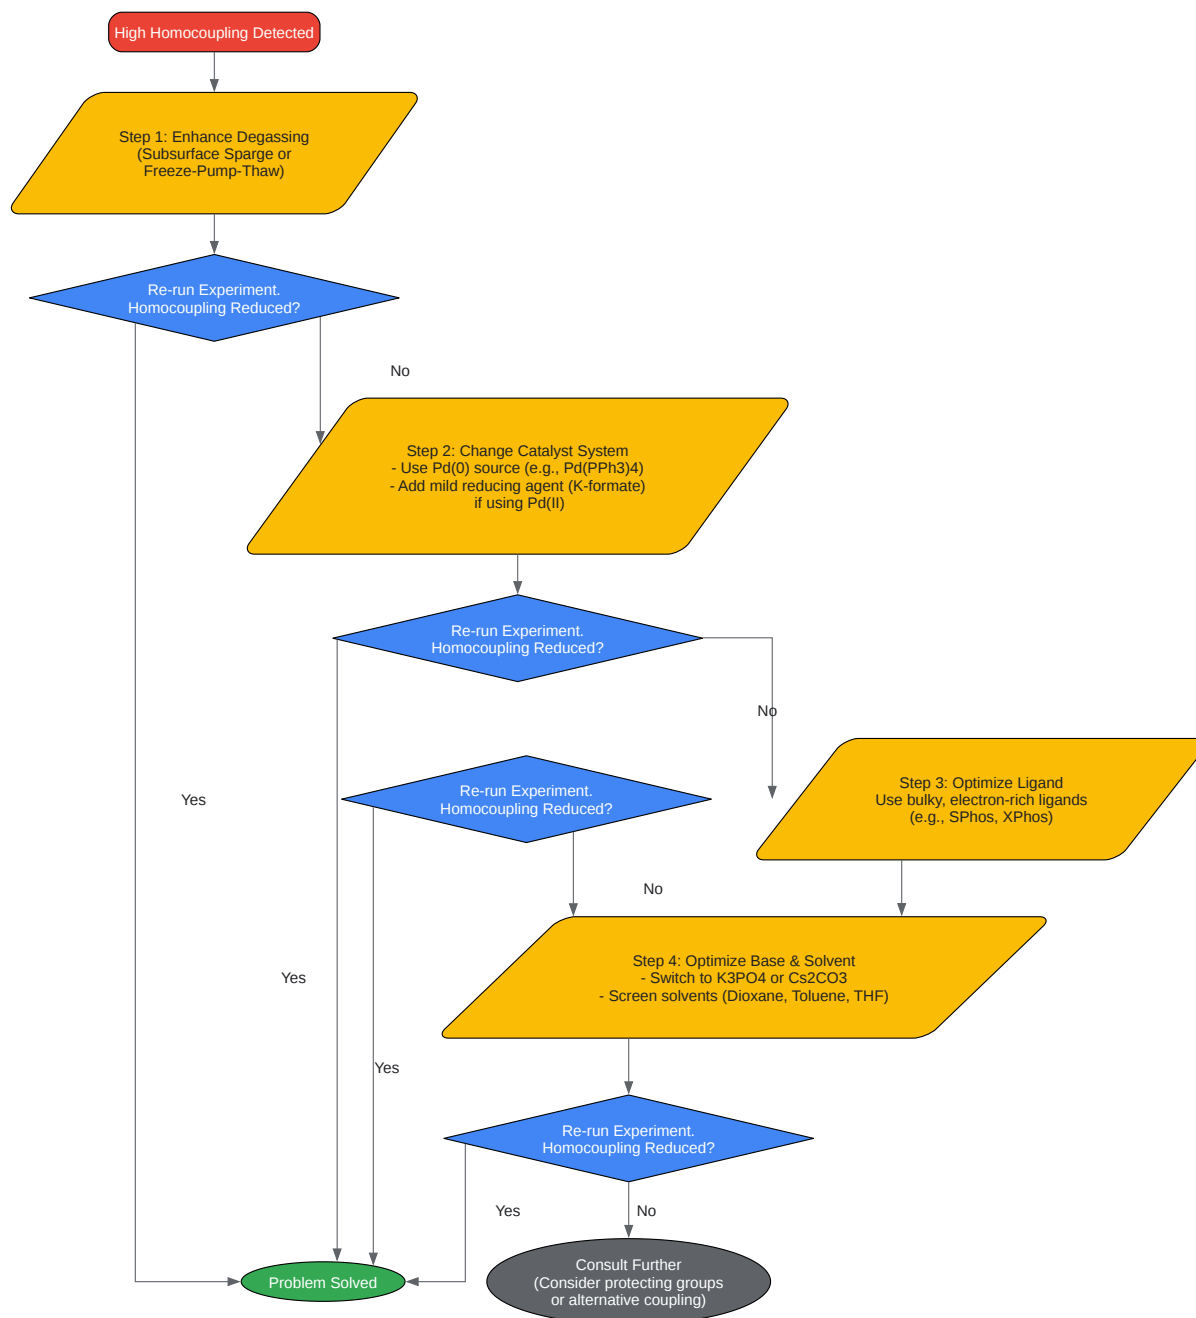 High Homocoupling Detected
Step 1: Enhance Degassing
(Subsurface Sparge or
Freeze-Pump-Thaw)
Re-run Experiment.
Homocoupling Reduced?
No
Step 2: Change Catalyst System
- Use Pd(0) source (e.g., Pd(PPh3)4)
- Add mild reducing agent (K-formate)
if using Pd(II)
Re-run Experiment.
Homocoupling Reduced?
No
Re-run Experiment.
Homocoupling Reduced?
Step 3: Optimize Ligand
Use bulky, electron-rich ligands
(e.g., SPhos, XPhos)
Yes
No
Step 4: Optimize Base & Solvent
- Switch to K3PO4 or Cs2CO3
- Screen solvents (Dioxane, Toluene, THF)
Yes
Yes
Re-run Experiment.
Homocoupling Reduced?
Yes
No
Problem Solved
Consult Further
(Consider protecting groups
or alternative coupling)